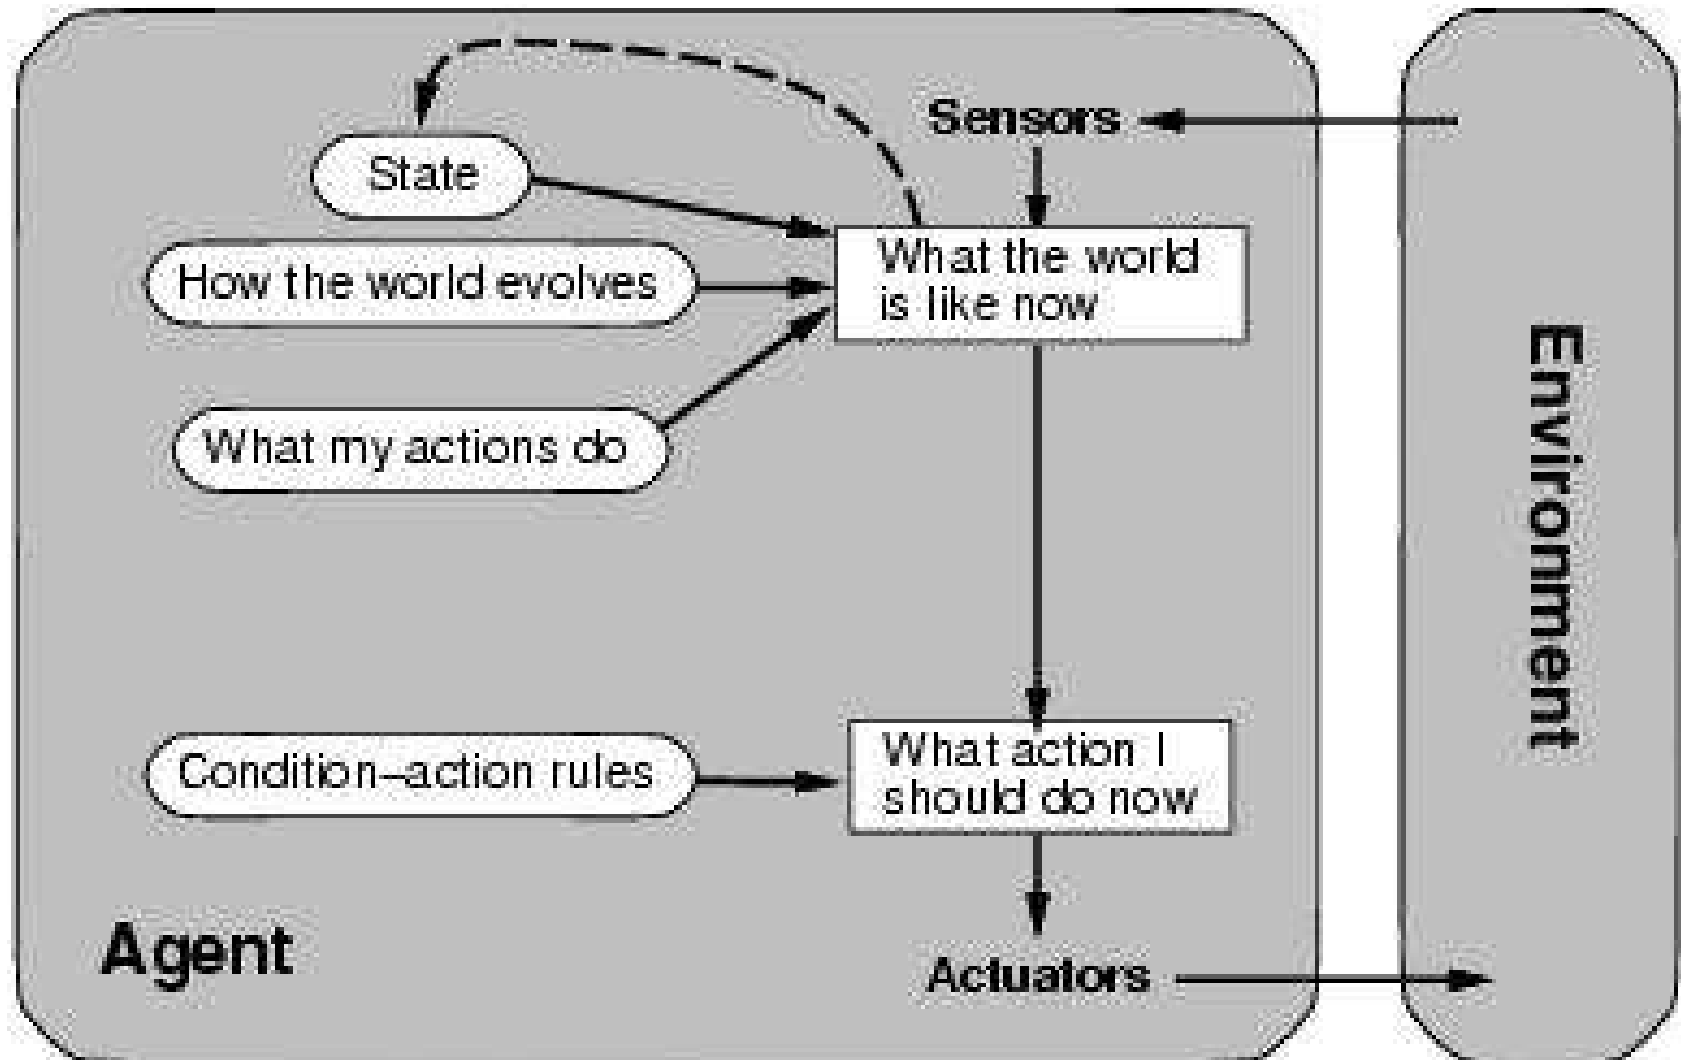 Sensors
State
What the world
is like now
How the world evolves
What my actions do
Environment
Condition–action rules
What action I
should do now
Agent
Actuators